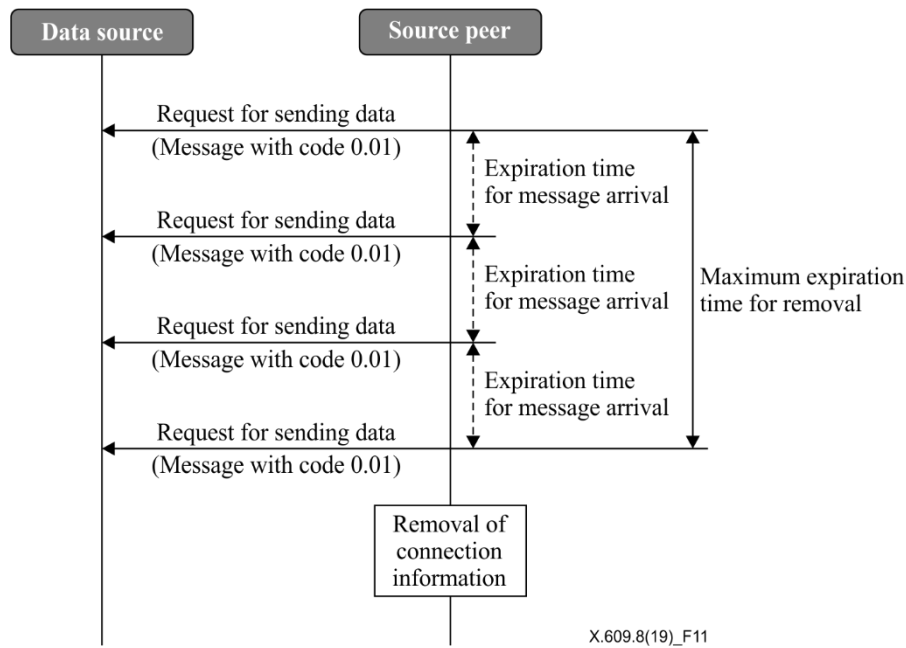 Data source
Source peer
Request for sending data
(Message with code 0.01)
Expiration time
for message arrival
Request for sending data
(Message with code 0.01)
Expiration time
for message arrival
Maximum expiration
time for removal
Request for sending data
(Message with code 0.01)
Expiration time
for message arrival
Request for sending data
(Message with code 0.01)
Removal of
connection
information
X.609.8(19)_F11